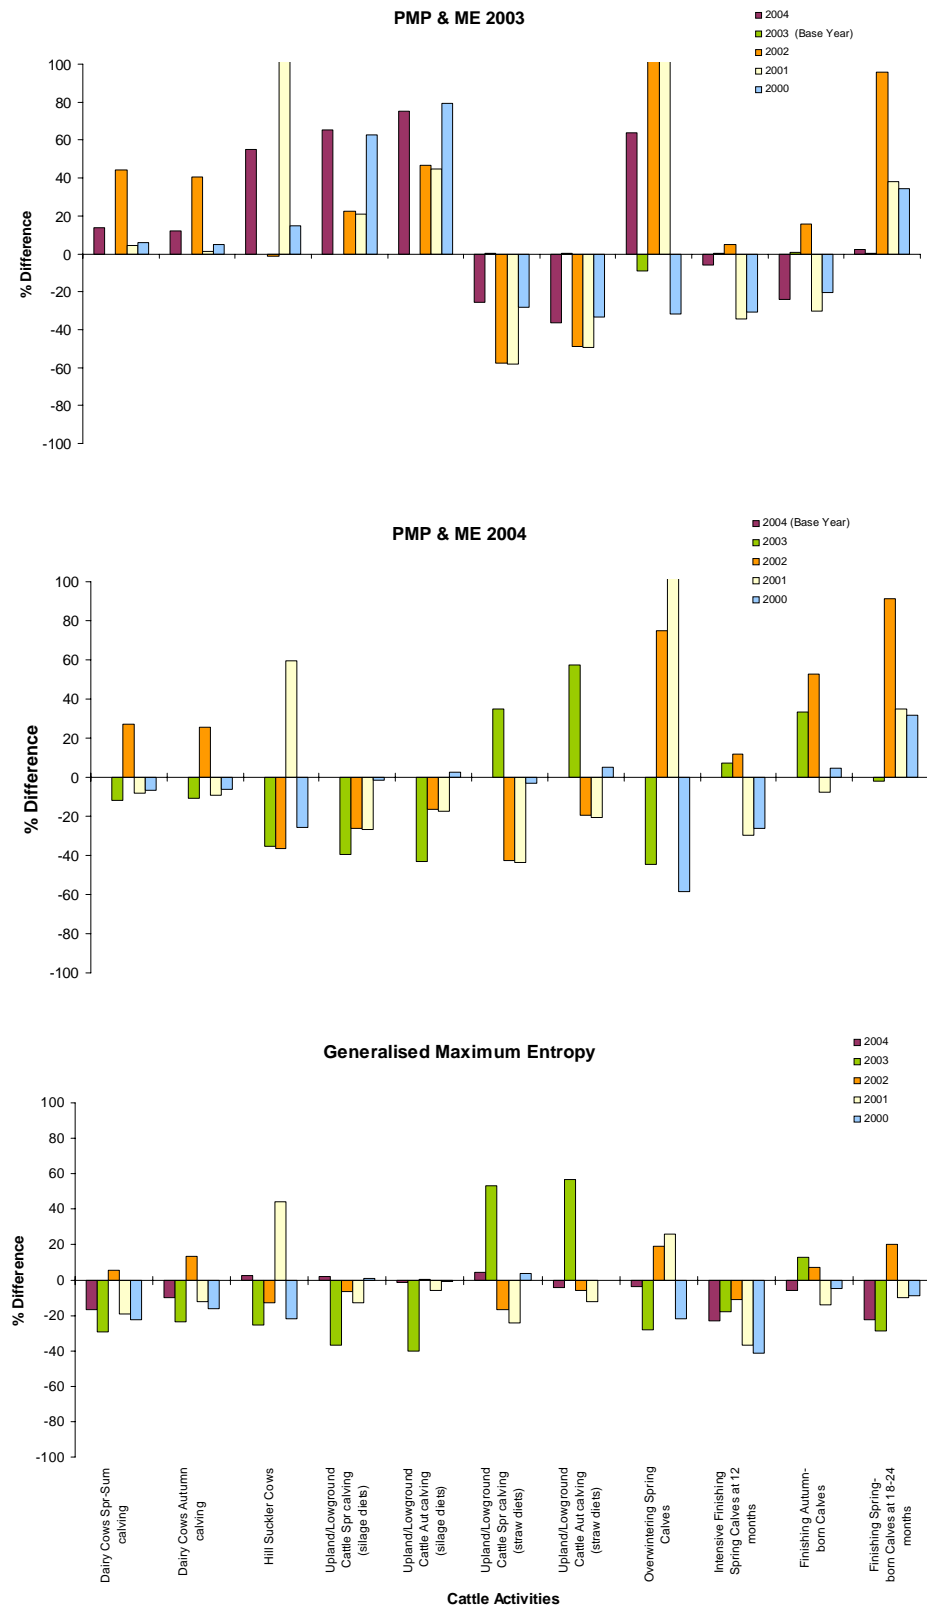 PMP & ME 2003
2004
2003 (Base Year)
2002
2001
2000
100
80
60
40
20
0
-20
-40
-60
-80
-100
% Difference
PMP & ME 2004
2004 (Base Year)
2003
2002
2001
2000
100
80
60
40
20
0
-20
-40
-60
-80
-100
% Difference
Generalised Maximum Entropy
2004
2003
2002
2001
2000
100
80
60
40
20
0
-20
-40
-60
-80
-100
% Difference
Dairy Cows Spr-Sum
calving
Dairy Cows Autumn
calving
Hill Suckler Cows
Upland/Lowground
Cattle Spr calving
(silage diets)
Upland/Lowground
Cattle Aut calving
(silage diets)
Upland/Lowground
Cattle Spr calving
(straw diets)
Upland/Lowground
Cattle Aut calving
(straw diets)
Overwintering Spring
Calves
Intensive Finishing
Spring Calves at 12
months
Finishing Autumn-
born Calves
Finishing Spring-
born Calves at 18-24
months
Cattle Activities